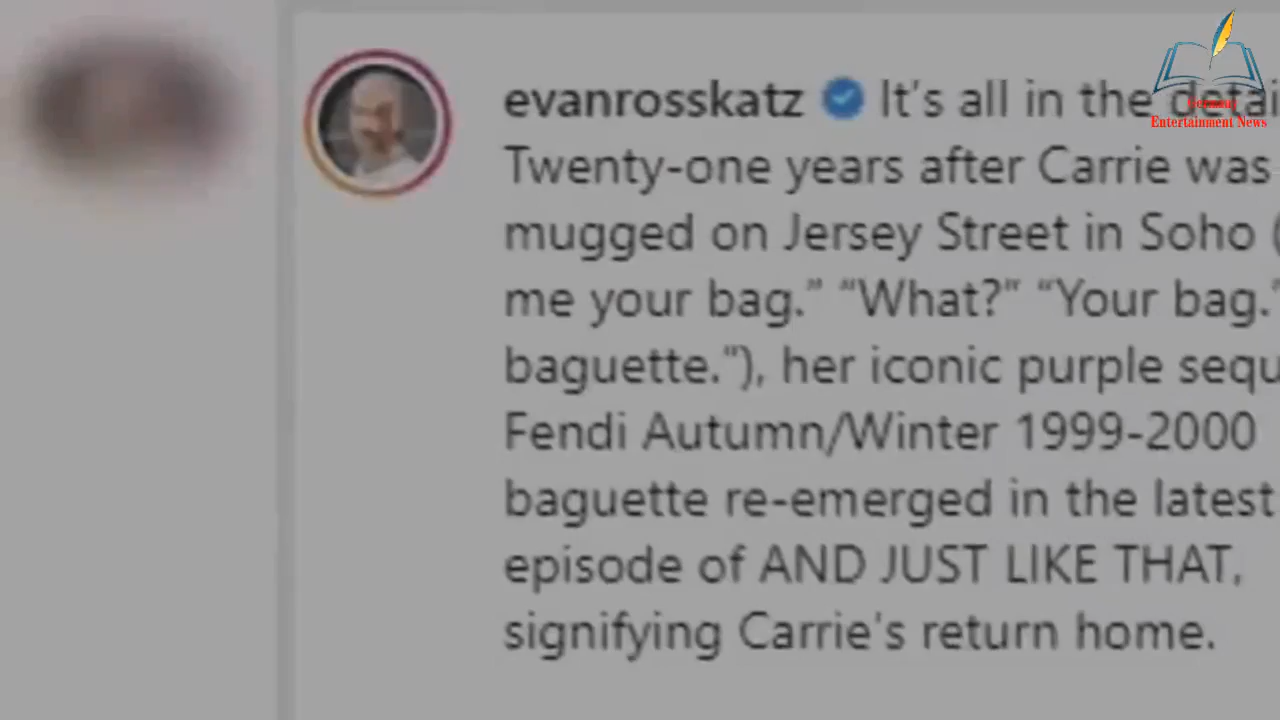 evanrosskatz It's all in the detai
Twenty-one years after Carrie was
mugged on Jersey Street in Soho (
me your bag." "What?" "Your bag."
baguette."), her iconic purple sequ
Fendi Autumn/Winter 1999-2000
baguette re-emerged in the latest
episode of AND JUST LIKE THAT,
signifying Carrie's return home.
German
Entertainment News